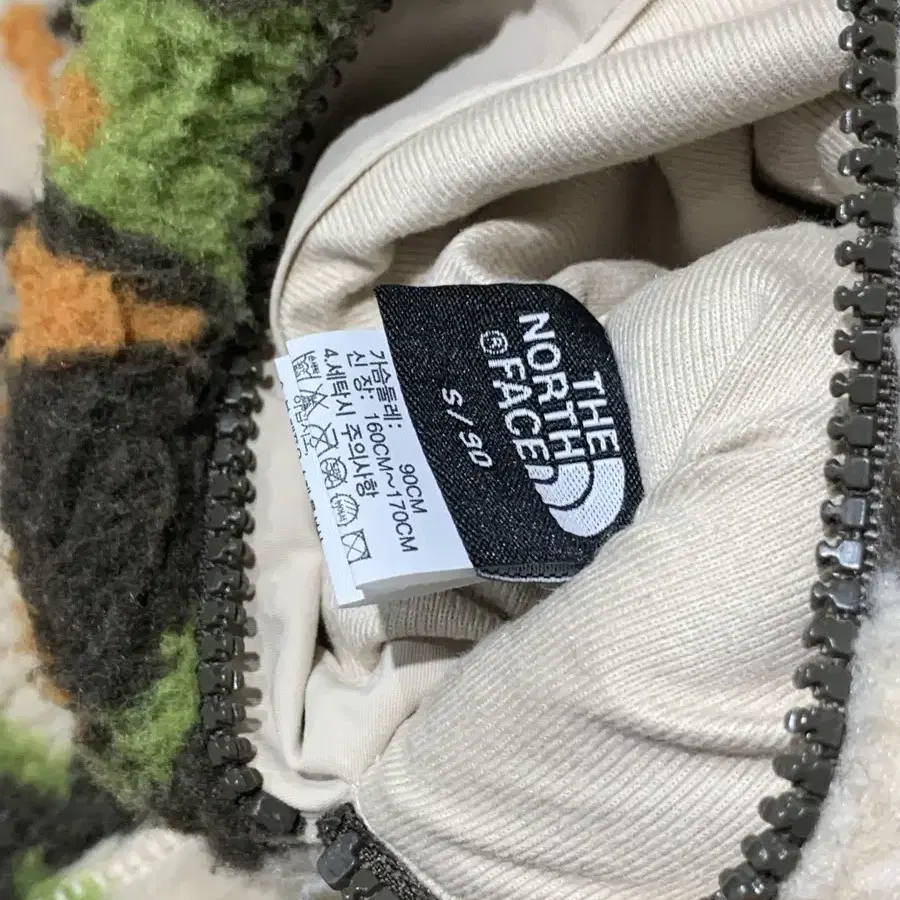 THE
NORTH
FACE
®
S/90
가슴둘레: 90CM
신 장: 160CM~170CM
4.세탁시 주의사항